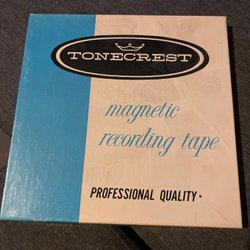 TONECREST
magnetic
recording tape
PROFESSIONAL QUALITY·